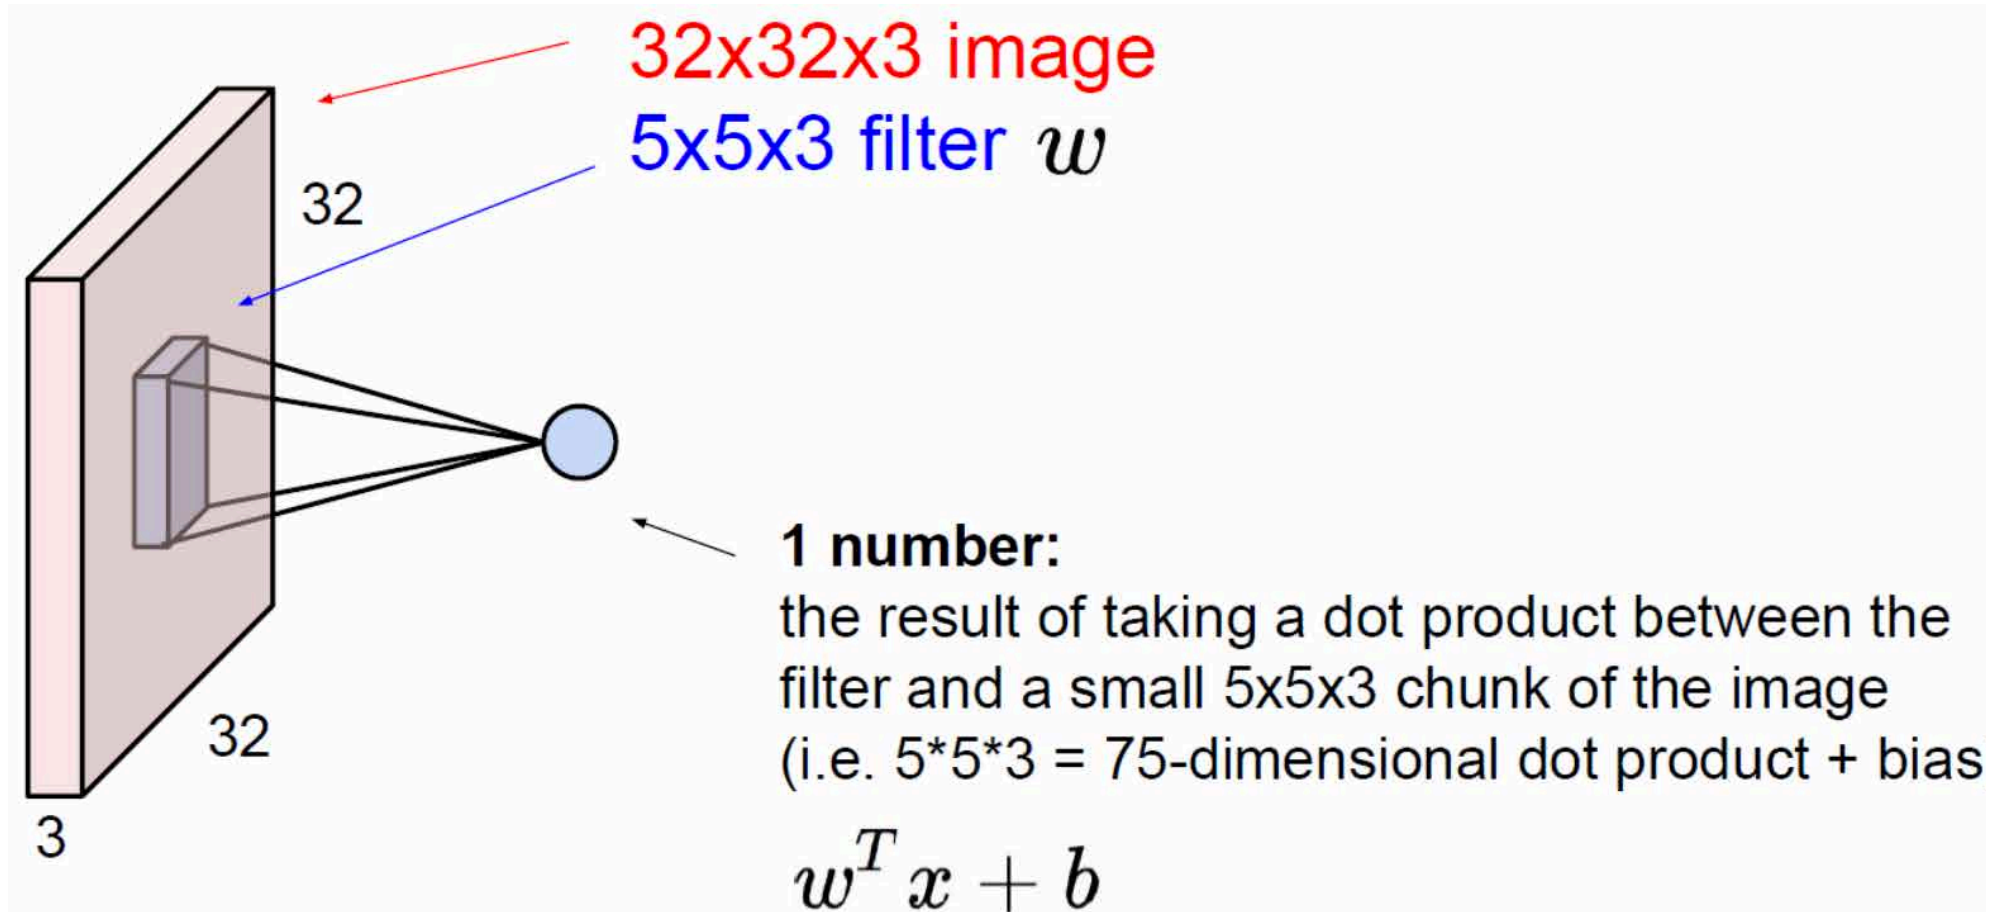 32x32x3 image
5x5x3 filter w
32
32
3
1 number:
the result of taking a dot product between the
filter and a small 5x5x3 chunk of the image
(i.e. 5*5*3 = 75-dimensional dot product + bias
w^T x + b